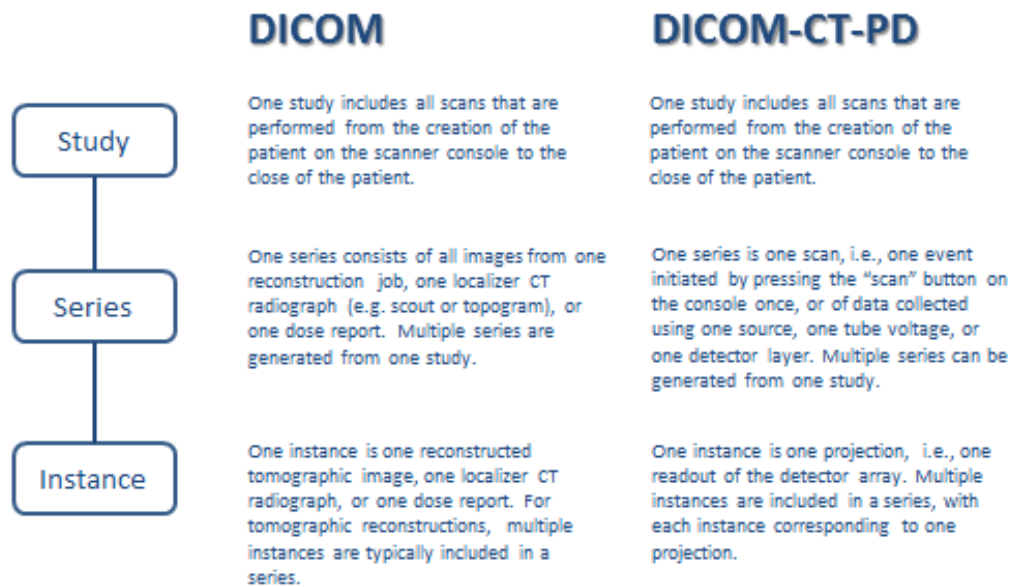 DICOM
DICOM-CT-PD
Study
One study includes all scans that are
performed from the creation of the
patient on the scanner console to the
close of the patient.
One study includes all scans that are
performed from the creation of the
patient on the scanner console to the
close of the patient.
Series
One series consists of all images from one
reconstruction job, one localizer CT
radiograph (e.g. scout or topogram), or
one dose report. Multiple series are
generated from one study.
One series is one scan, i.e., one event
initiated by pressing the “scan” button on
the console once, or of data collected
using one source, one tube voltage, or
one detector layer. Multiple series can be
generated from one study.
Instance
One instance is one reconstructed
tomographic image, one localizer CT
radiograph, or one dose report. For
tomographic reconstructions, multiple
instances are typically included in a
series.
One instance is one projection, i.e., one
readout of the detector array. Multiple
instances are included in a series, with
each instance corresponding to one
projection.